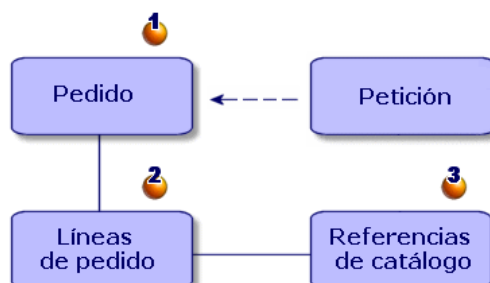 1
Pedido
Petición
2
3
Líneas
de pedido
Referencias
de catálogo